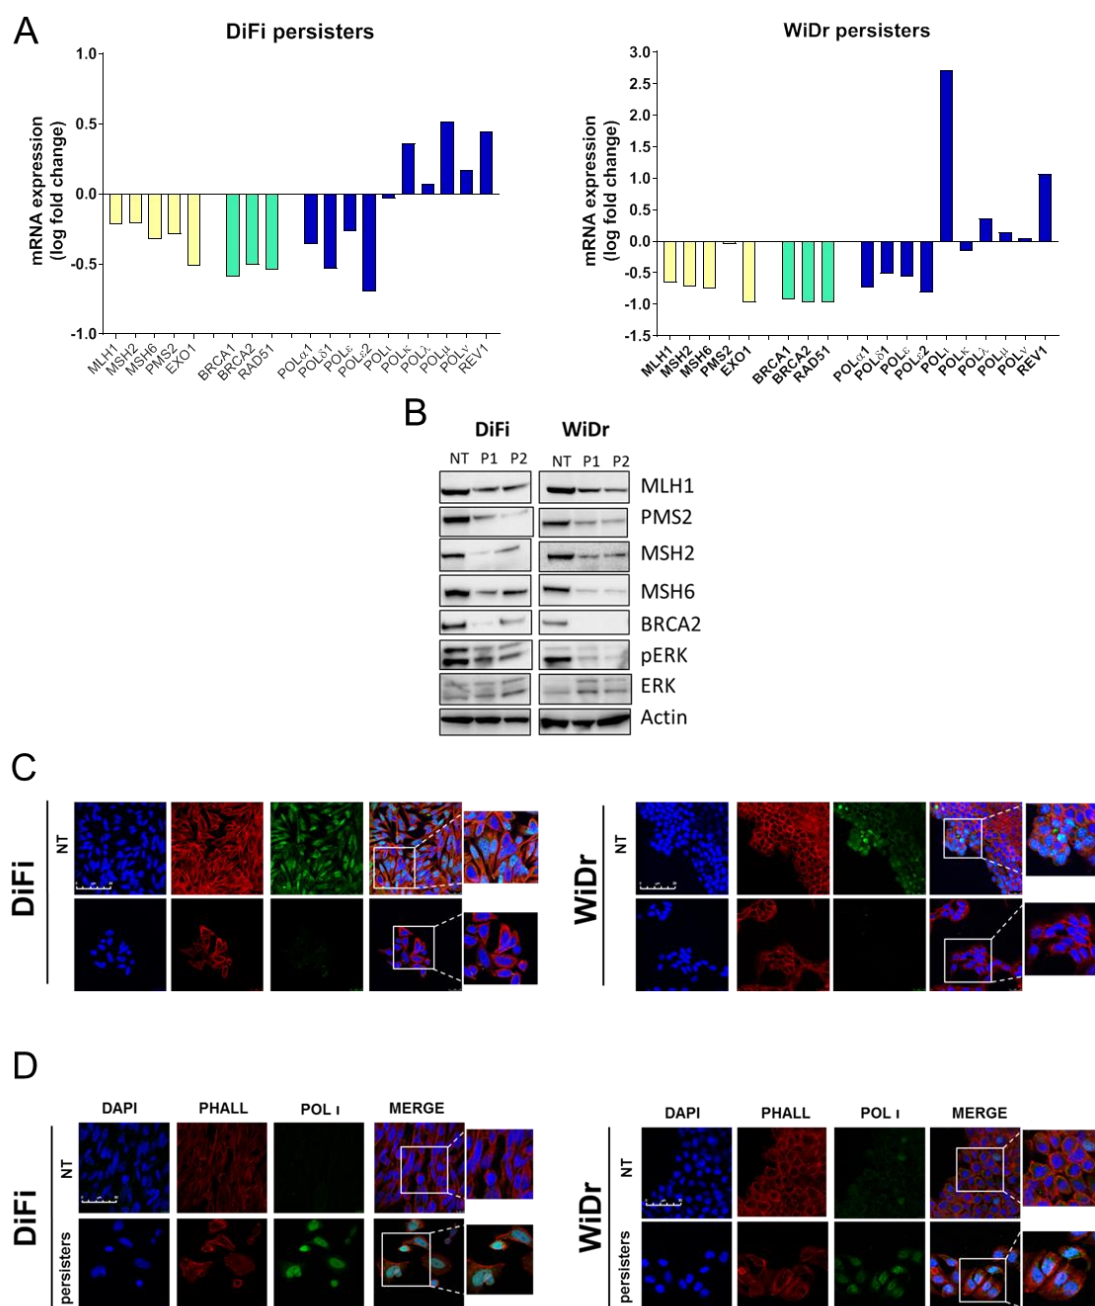 A
DiFi persisters
mRNA expression
(log fold change)
1.0
0.5
0.0
-0.5
-1.0
MLH1
MSH2
MSH6
PMS2
EXO1
BRCA1
BRCA2
RAD51
POLα1
POLδ1
POLε
POLε2
POLι
POLκ
POLλ
POLμ
POLν
REV1
WiDr persisters
mRNA expression
(log fold change)
3.0
2.5
2.0
1.5
1.0
0.5
0.0
-0.5
-1.0
-1.5
MLH1
MSH2
MSH6
PMS2
EXO1
BRCA1
BRCA2
RAD51
POLα1
POLδ1
POLε
POLε2
POLι
POLκ
POLλ
POLμ
POLν
REV1
B
DiFi WiDr
NT P1 P2 NT P1 P2
MLH1
PMS2
MSH2
MSH6
BRCA2
pERK
ERK
Actin
C
DiFi
NT
WiDr
NT
D
DiFi
DAPI PHALL POL ı MERGE
NT
persisters
WiDr
DAPI PHALL POL ı MERGE
NT
persisters